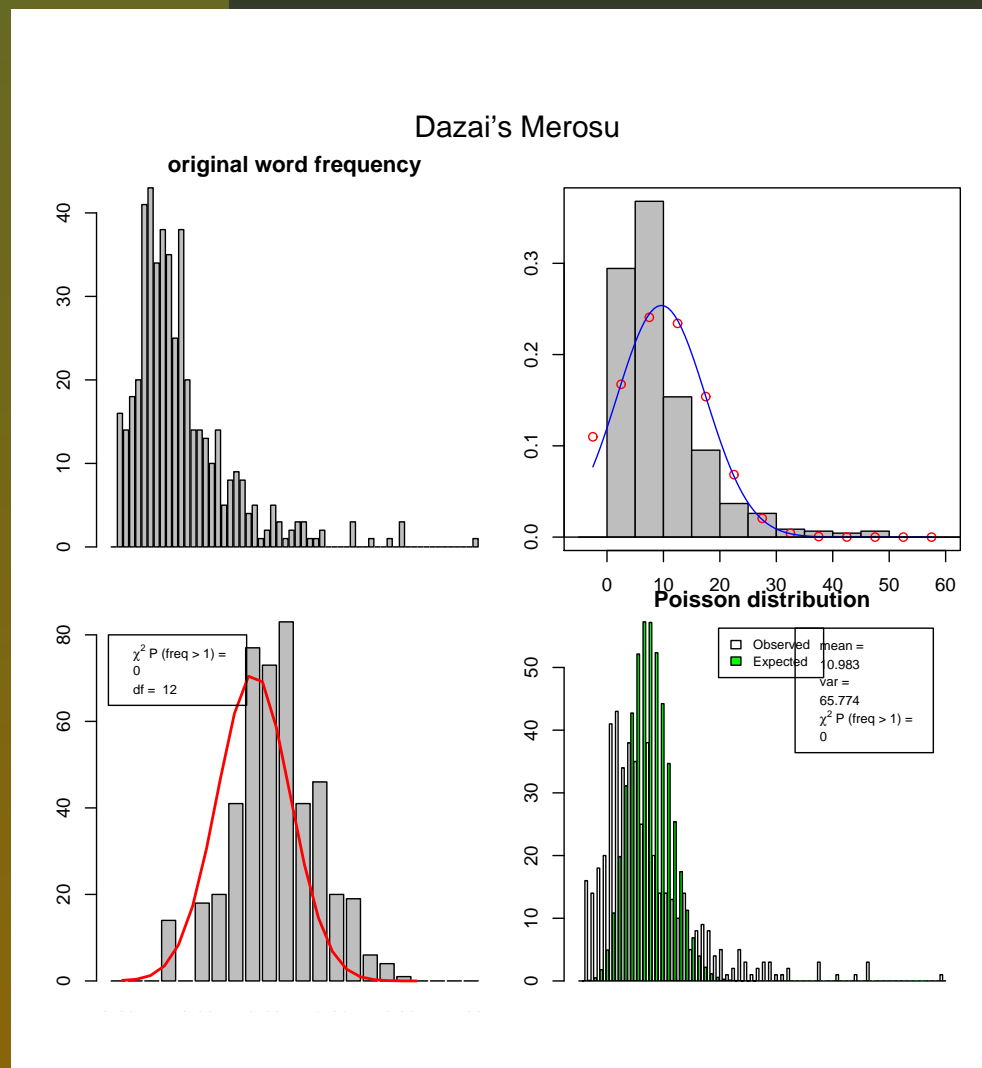 Dazai's Merosu
original word frequency
40
30
20
10
0
0.3
0.2
0.1
0.0
0 10 20 30 40 50 60
80
60
40
20
0
χ² P (freq > 1) =
0
df = 12
Poisson distribution
50
40
30
20
10
0
Observed
Expected
mean =
10.983
var =
65.774
χ² P (freq > 1) =
0